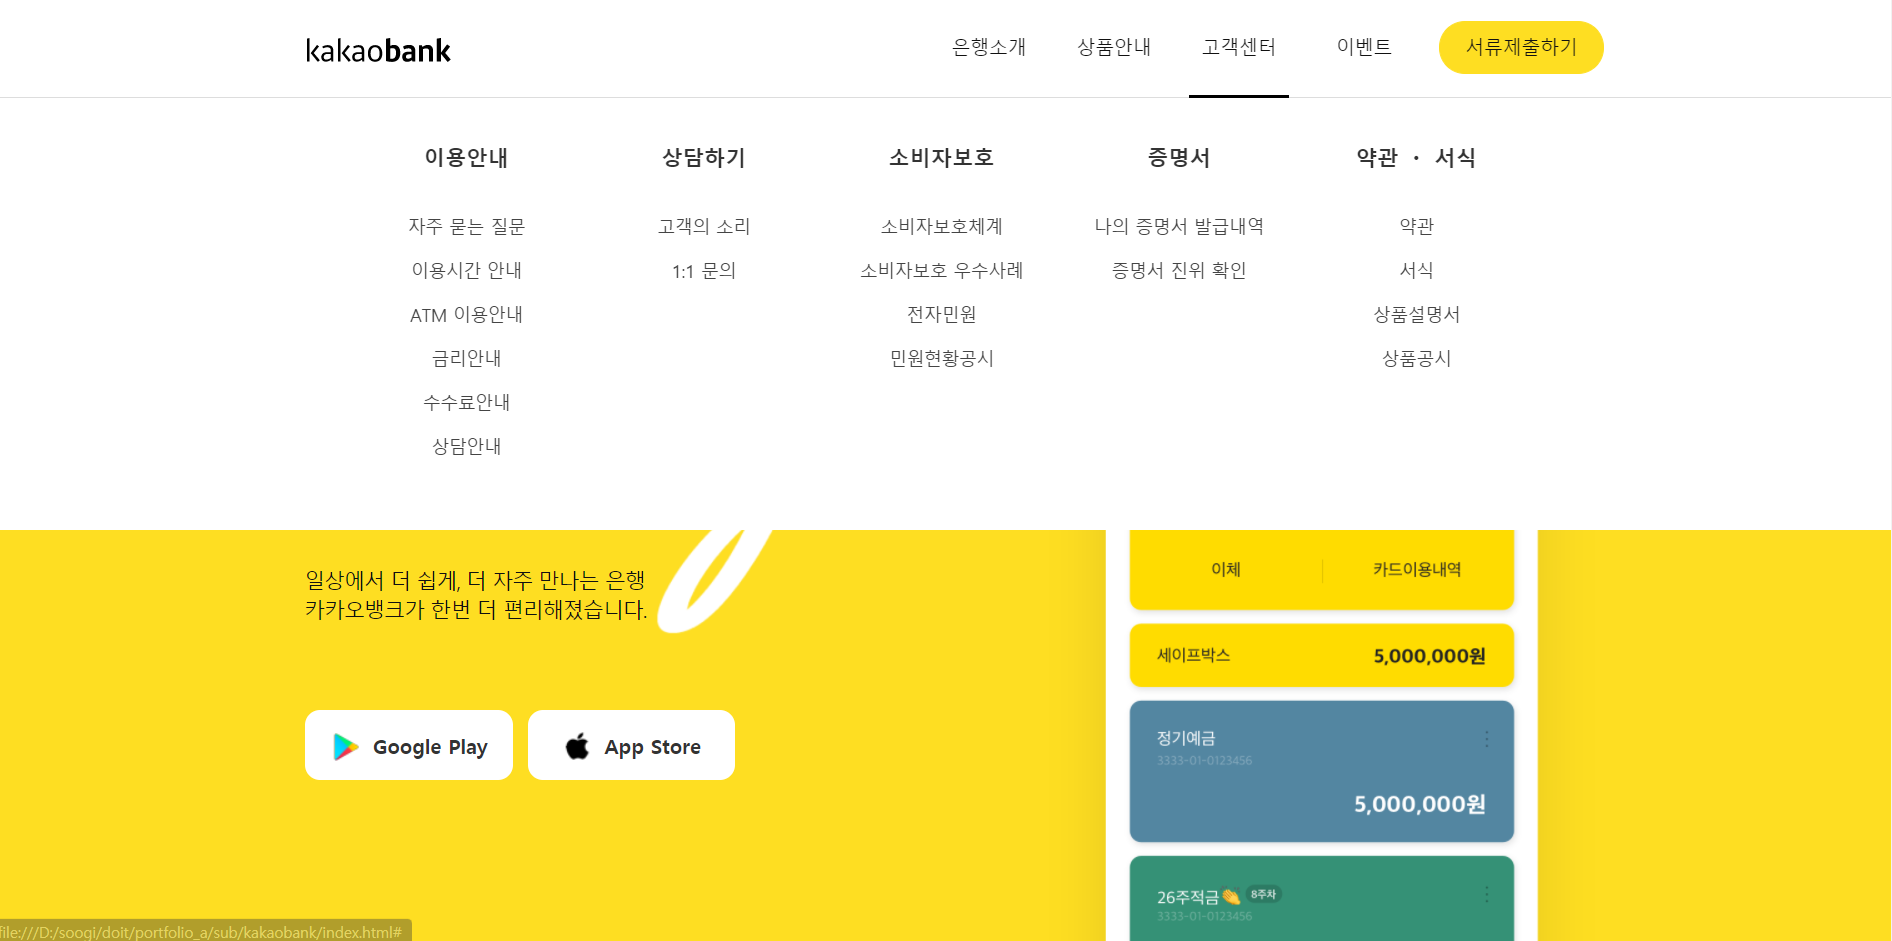 kakaobank
은행소개 상품안내 고객센터 이벤트 서류제출하기
이용안내 상담하기 소비자보호 증명서 약관 · 서식
자주 묻는 질문 고객의 소리 소비자보호체계 나의 증명서 발급내역 약관
이용시간 안내 1:1 문의 소비자보호 우수사례 증명서 진위 확인 서식
ATM 이용안내 전자민원 상품설명서
금리안내 민원현황공시 상품공시
수수료안내
상담안내
일상에서 더 쉽게, 더 자주 만나는 은행
카카오뱅크가 한번 더 편리해졌습니다.
Google Play
App Store
이체 카드이용내역
세이프박스 5,000,000원
정기예금
3333-01-0123456
5,000,000원
26주적금👏 8주차
3333-01-0123456
file:///D:/soogi/doit/portfolio_a/sub/kakaobank/index.html#